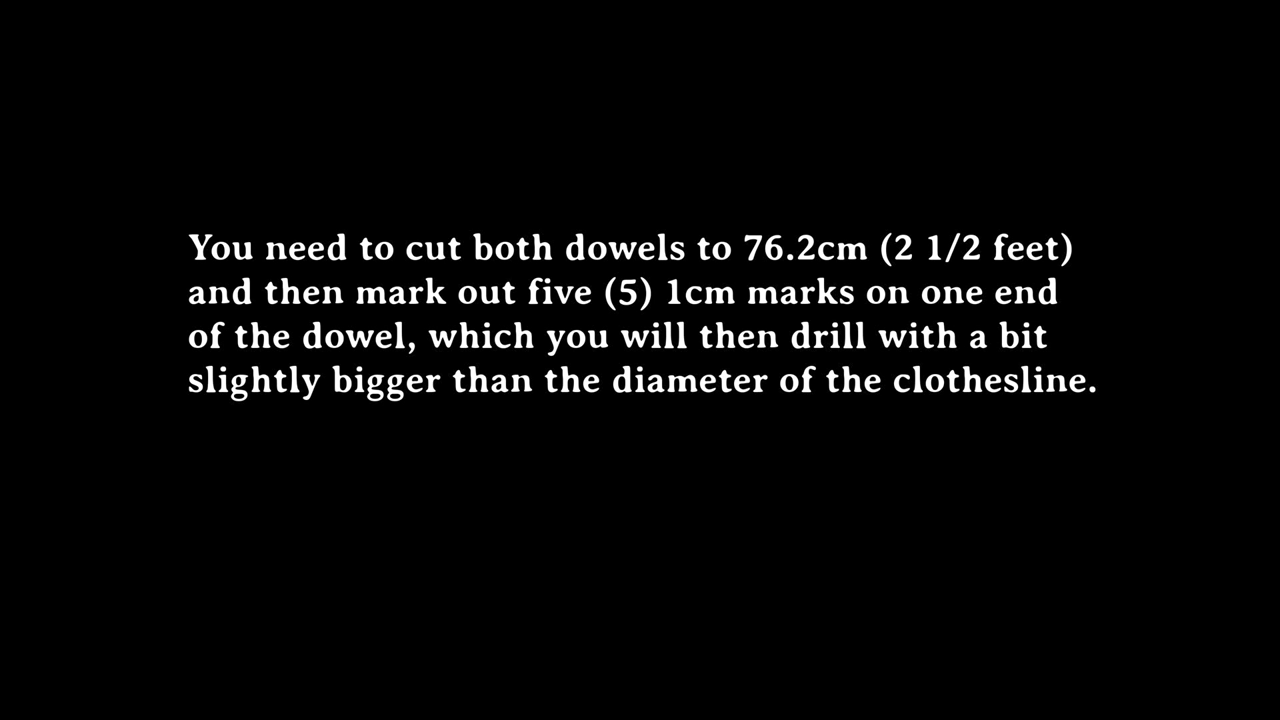 You need to cut both dowels to 76.2cm (2 1/2 feet)
and then mark out five (5) 1cm marks on one end
of the dowel, which you will then drill with a bit
slightly bigger than the diameter of the clothesline.